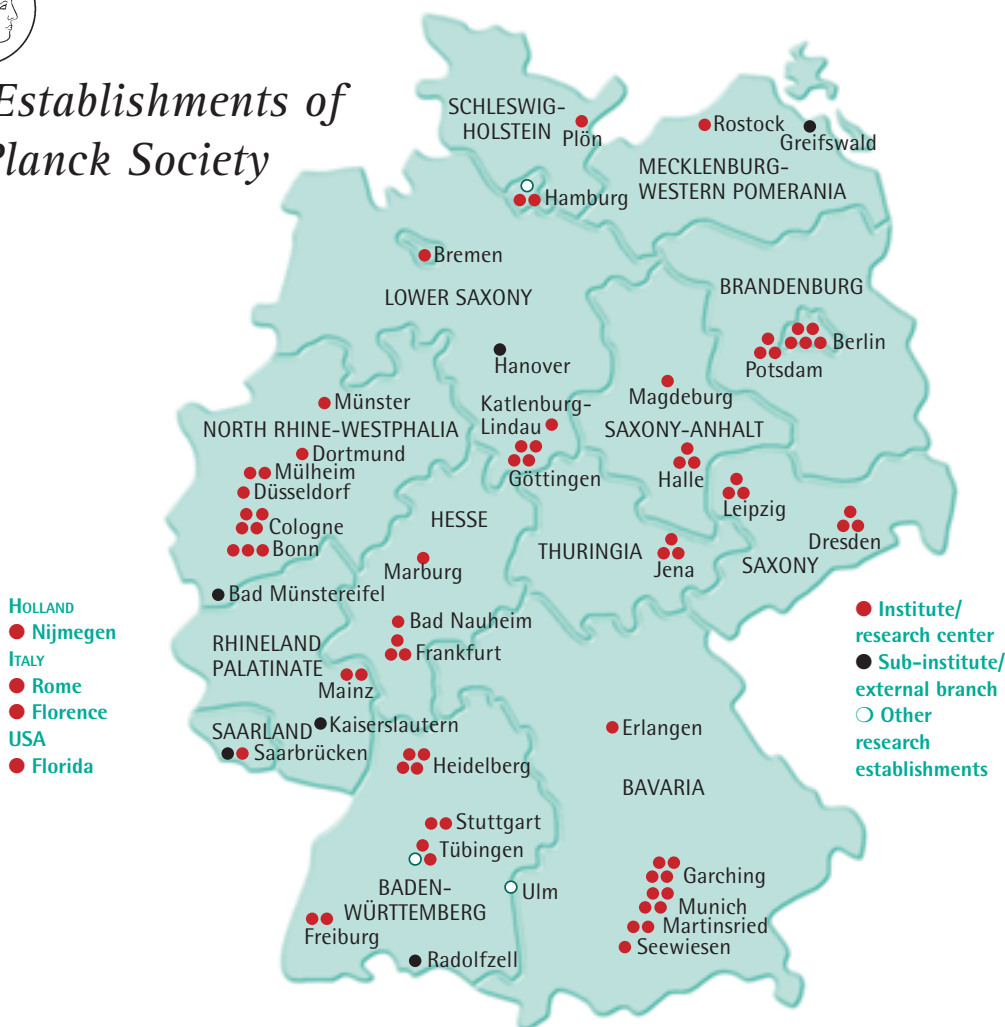 Establishments of
Planck Society
SCHLESWIG-
HOLSTEIN
Plön
Rostock
Greifswald
MECKLENBURG-
WESTERN POMERANIA
Hamburg
Bremen
LOWER SAXONY
BRANDENBURG
Berlin
Potsdam
Hanover
Magdeburg
Münster
Katlenburg-
Lindau
NORTH RHINE-WESTPHALIA
SAXONY-ANHALT
Dortmund
Mülheim
Göttingen
Halle
Düsseldorf
Leipzig
Cologne
HESSE
Dresden
Bonn
THURINGIA
Jena
SAXONY
Marburg
Bad Münstereifel
Bad Nauheim
RHINELAND
PALATINATE
Frankfurt
Mainz
Kaiserslautern
SAARLAND
Saarbrücken
Erlangen
Heidelberg
BAVARIA
Stuttgart
Tübingen
Garching
BADEN-
WÜRTTEMBERG
Ulm
Munich
Martinsried
Freiburg
Seewiesen
Radolfzell
HOLLAND
Nijmegen
ITALY
Rome
Florence
USA
Florida
Institute/
research center
Sub-institute/
external branch
Other
research
establishments